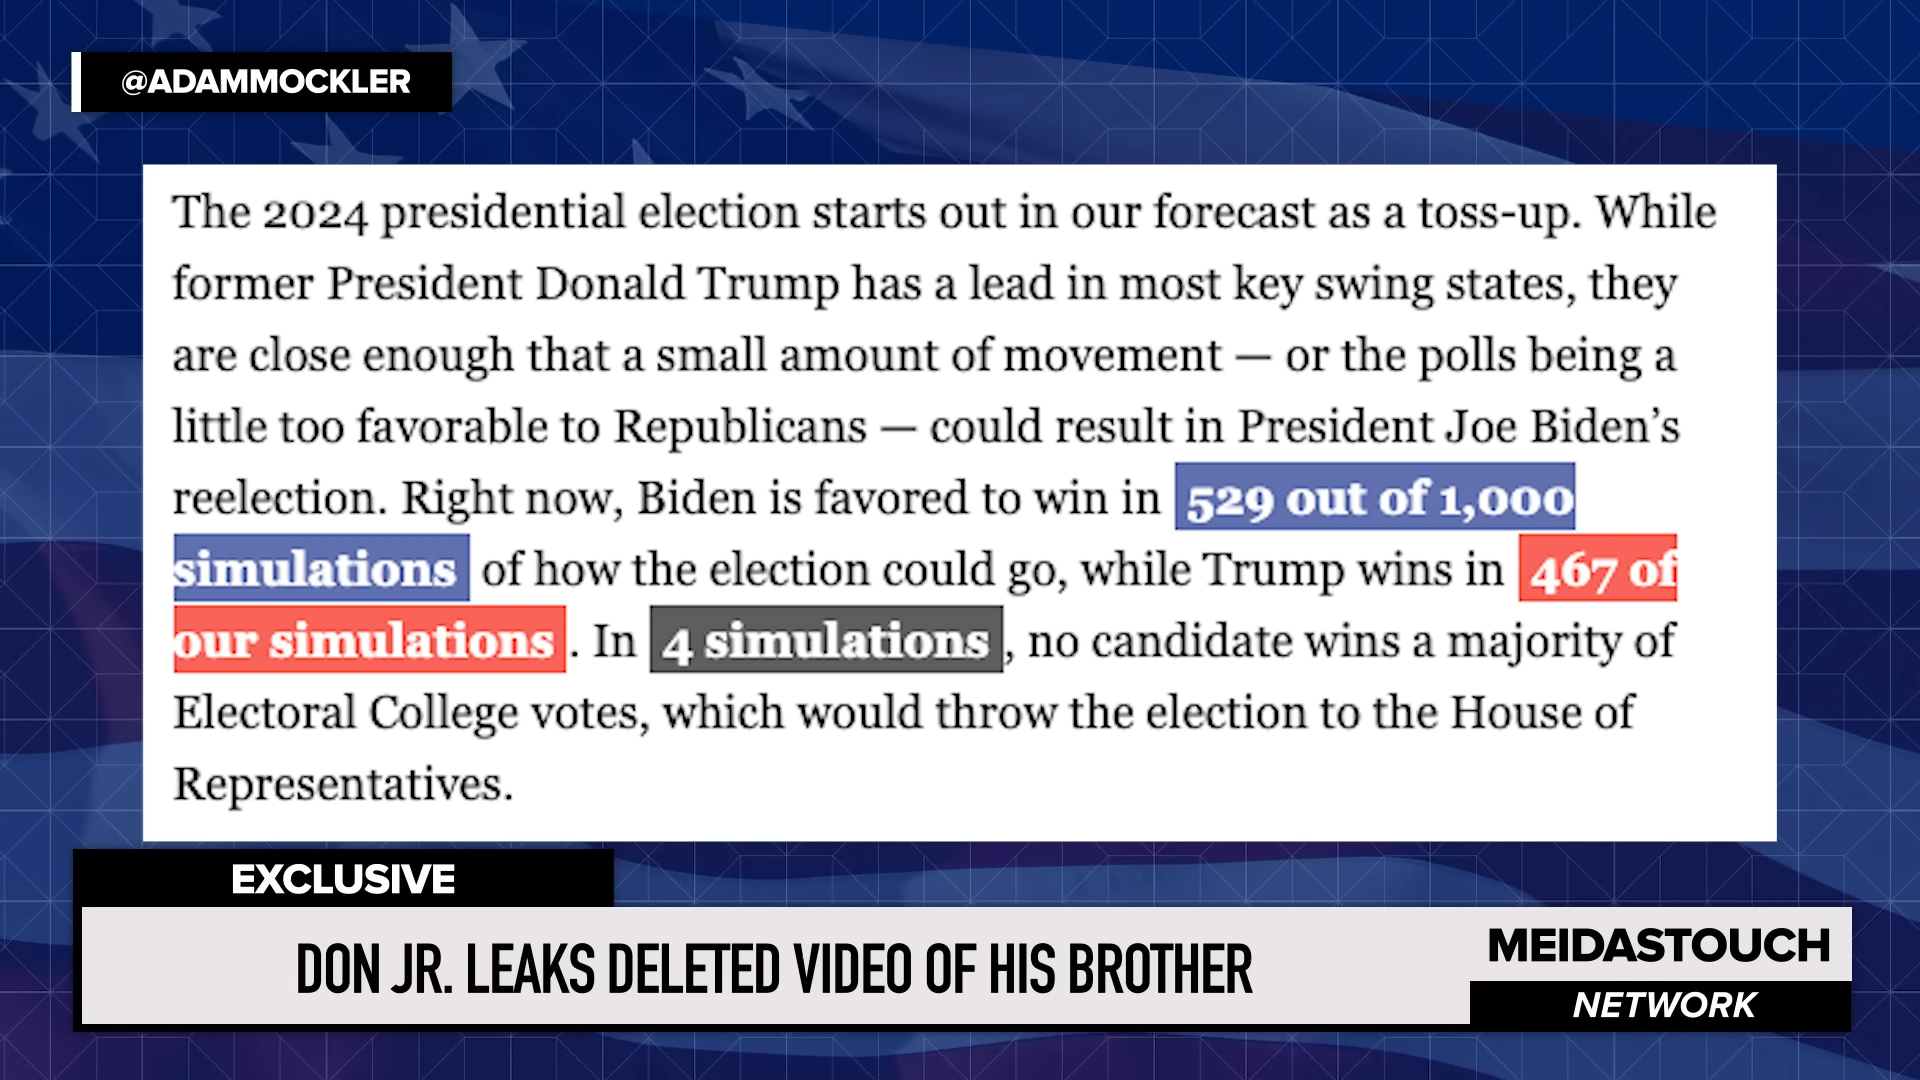 @ADAMMOCKLER
The 2024 presidential election starts out in our forecast as a toss-up. While
former President Donald Trump has a lead in most key swing states, they
are close enough that a small amount of movement — or the polls being a
little too favorable to Republicans — could result in President Joe Biden’s
reelection. Right now, Biden is favored to win in 529 out of 1,000
simulations of how the election could go, while Trump wins in 467 of
our simulations. In 4 simulations, no candidate wins a majority of
Electoral College votes, which would throw the election to the House of
Representatives.
EXCLUSIVE
DON JR. LEAKS DELETED VIDEO OF HIS BROTHER
MEIDASTOUCH
NETWORK